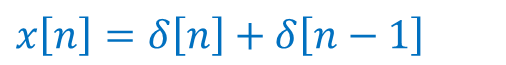 x[n] = δ[n] + δ[n − 1]